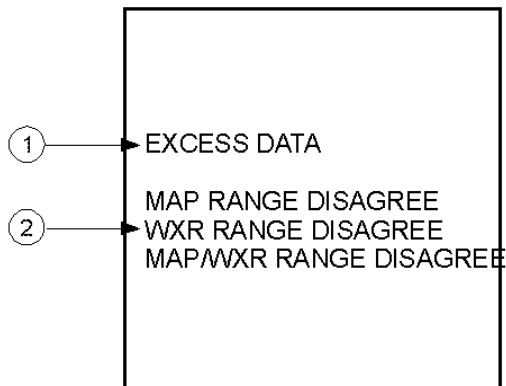 1
EXCESS DATA
MAP RANGE DISAGREE
2
WXR RANGE DISAGREE
MAP/WXR RANGE DISAGREE